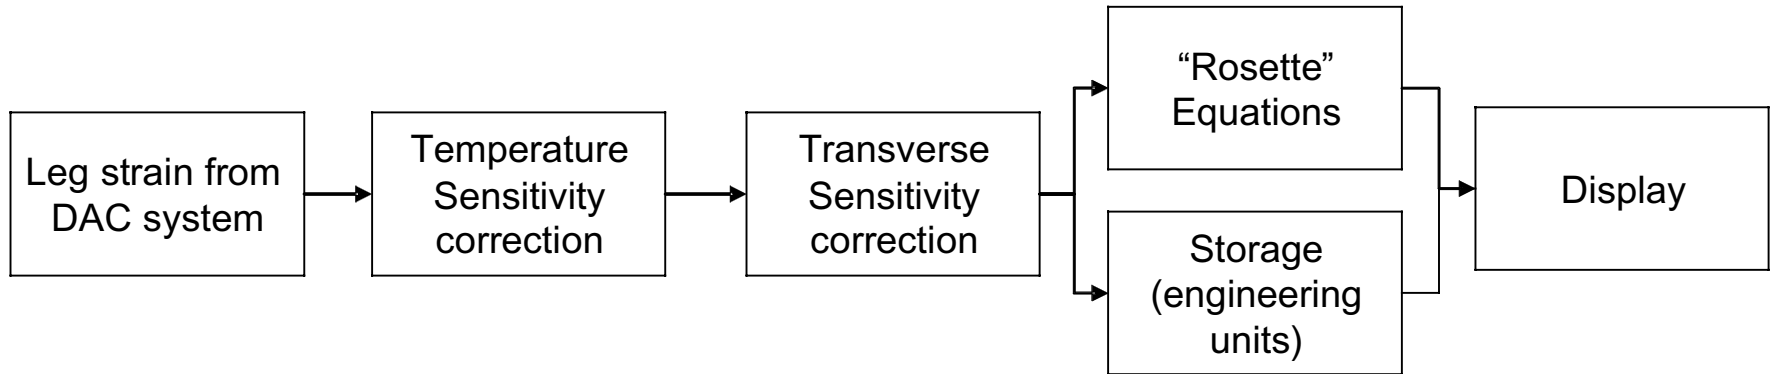 Leg strain from
DAC system
Temperature
Sensitivity
correction
Transverse
Sensitivity
correction
“Rosette”
Equations
Storage
(engineering
units)
Display